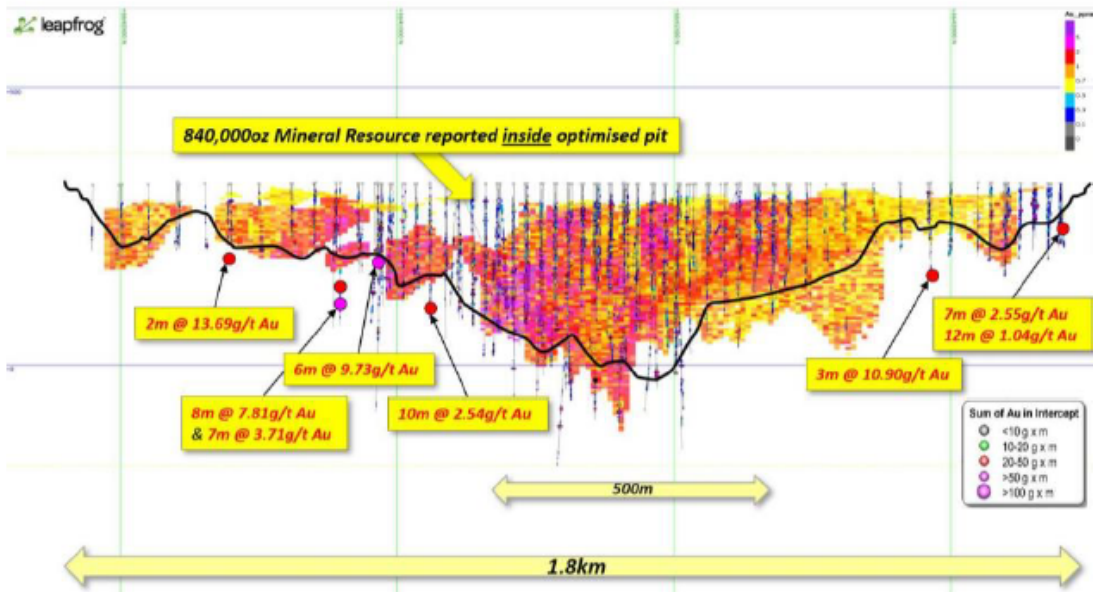 leapfrog
Au_ppm
840,000oz Mineral Resource reported inside optimised pit
2m @ 13.69g/t Au
6m @ 9.73g/t Au
8m @ 7.81g/t Au
& 7m @ 3.71g/t Au
10m @ 2.54g/t Au
3m @ 10.90g/t Au
7m @ 2.55g/t Au
12m @ 1.04g/t Au
Sum of Au in Intercept
<10 g x m
10-20 g x m
20-50 g x m
>50 g x m
>100 g x m
500m
1.8km